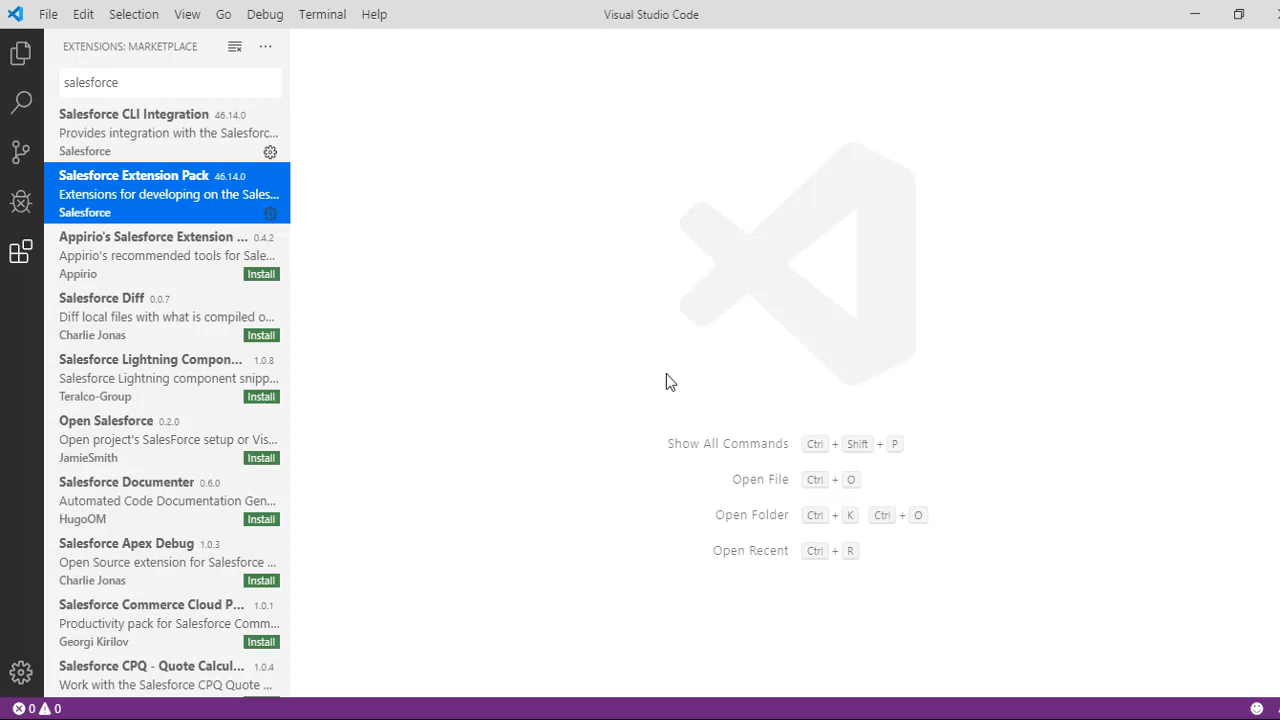 File Edit Selection View Go Debug Terminal Help
Visual Studio Code
EXTENSIONS: MARKETPLACE
salesforce
Salesforce CLI Integration 46.14.0
Provides integration with the Salesforc...
Salesforce
Salesforce Extension Pack 46.14.0
Extensions for developing on the Sales...
Salesforce
Appirio's Salesforce Extension ... 0.4.2
Appirio's recommended tools for Sale...
Appirio Install
Salesforce Diff 0.0.7
Diff local files with what is compiled o...
Charlie Jonas Install
Salesforce Lightning Compon... 1.0.8
Salesforce Lightning component snipp...
Teralco-Group Install
Open Salesforce 0.2.0
Open project's SalesForce setup or Vis...
JamieSmith Install
Salesforce Documenter 0.6.0
Automated Code Documentation Gen...
HugoOM Install
Salesforce Apex Debug 1.0.3
Open Source extension for Salesforce ...
Charlie Jonas Install
Salesforce Commerce Cloud P... 1.0.1
Productivity pack for Salesforce Comm...
Georgi Kirilov Install
Salesforce CPQ - Quote Calcul... 1.0.4
Work with the Salesforce CPQ Quote ...
Show All Commands Ctrl + Shift + P
Open File Ctrl + O
Open Folder Ctrl + K Ctrl + O
Open Recent Ctrl + R
0 0